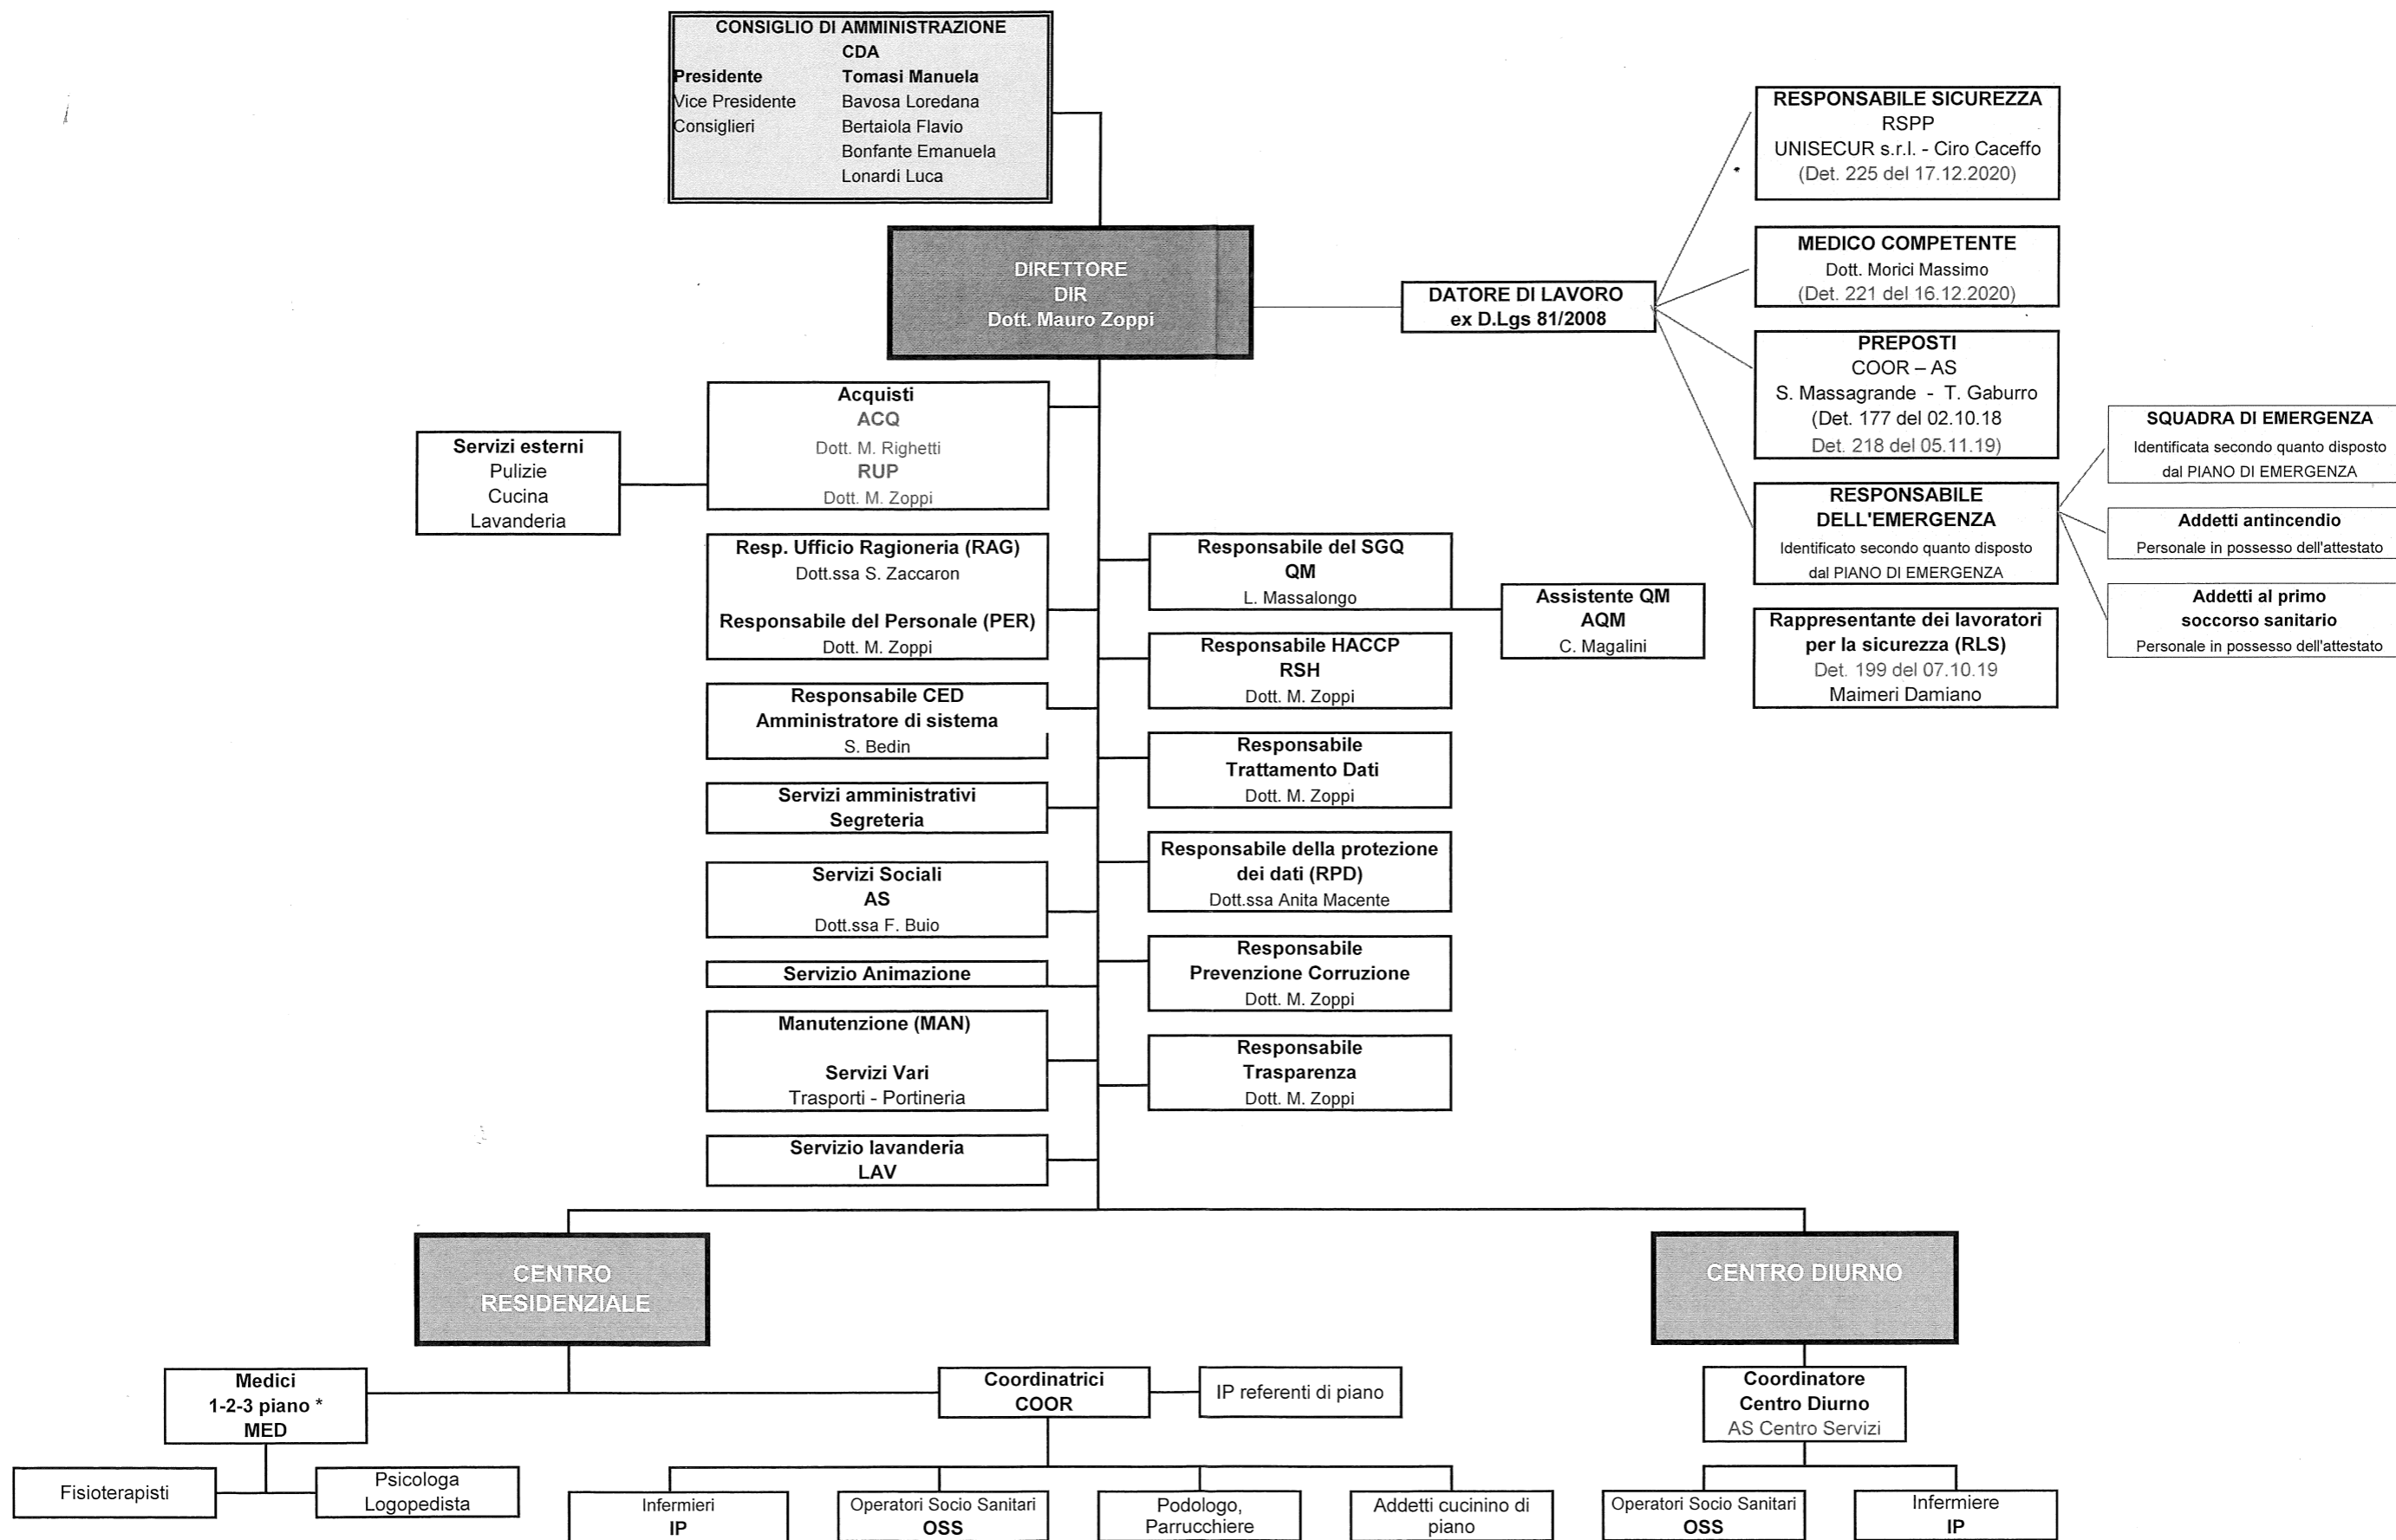 CONSIGLIO DI AMMINISTRAZIONE
CDA
Presidente Tomasi Manuela
Vice Presidente Bavosa Loredana
Consiglieri Bertaiola Flavio
Bonfante Emanuela
Lonardi Luca
DIRETTORE
DIR
Dott. Mauro Zoppi
DATORE DI LAVORO
ex D.Lgs 81/2008
RESPONSABILE SICUREZZA
RSPP
UNISECUR s.r.l. - Ciro Caceffo
(Det. 225 del 17.12.2020)
MEDICO COMPETENTE
Dott. Morici Massimo
(Det. 221 del 16.12.2020)
PREPOSTI
COOR – AS
S. Massagrande - T. Gaburro
(Det. 177 del 02.10.18
Det. 218 del 05.11.19)
RESPONSABILE
DELL'EMERGENZA
Identificato secondo quanto disposto
dal PIANO DI EMERGENZA
SQUADRA DI EMERGENZA
Identificata secondo quanto disposto
dal PIANO DI EMERGENZA
Addetti antincendio
Personale in possesso dell'attestato
Addetti al primo
soccorso sanitario
Personale in possesso dell'attestato
Rappresentante dei lavoratori
per la sicurezza (RLS)
Det. 199 del 07.10.19
Maimeri Damiano
Acquisti
ACQ
Dott. M. Righetti
RUP
Dott. M. Zoppi
Servizi esterni
Pulizie
Cucina
Lavanderia
Resp. Ufficio Ragioneria (RAG)
Dott.ssa S. Zaccaron
Responsabile del Personale (PER)
Dott. M. Zoppi
Responsabile CED
Amministratore di sistema
S. Bedin
Servizi amministrativi
Segreteria
Servizi Sociali
AS
Dott.ssa F. Buio
Servizio Animazione
Manutenzione (MAN)
Servizi Vari
Trasporti - Portineria
Servizio lavanderia
LAV
Responsabile del SGQ
QM
L. Massalongo
Assistente QM
AQM
C. Magalini
Responsabile HACCP
RSH
Dott. M. Zoppi
Responsabile
Trattamento Dati
Dott. M. Zoppi
Responsabile della protezione
dei dati (RPD)
Dott.ssa Anita Macente
Responsabile
Prevenzione Corruzione
Dott. M. Zoppi
Responsabile
Trasparenza
Dott. M. Zoppi
CENTRO
RESIDENZIALE
CENTRO DIURNO
Medici
1-2-3 piano *
MED
Coordinatrici
COOR
IP referenti di piano
Coordinatore
Centro Diurno
AS Centro Servizi
Fisioterapisti
Psicologa
Logopedista
Infermieri
IP
Operatori Socio Sanitari
OSS
Podologo,
Parrucchiere
Addetti cucinino di
piano
Operatori Socio Sanitari
OSS
Infermiere
IP